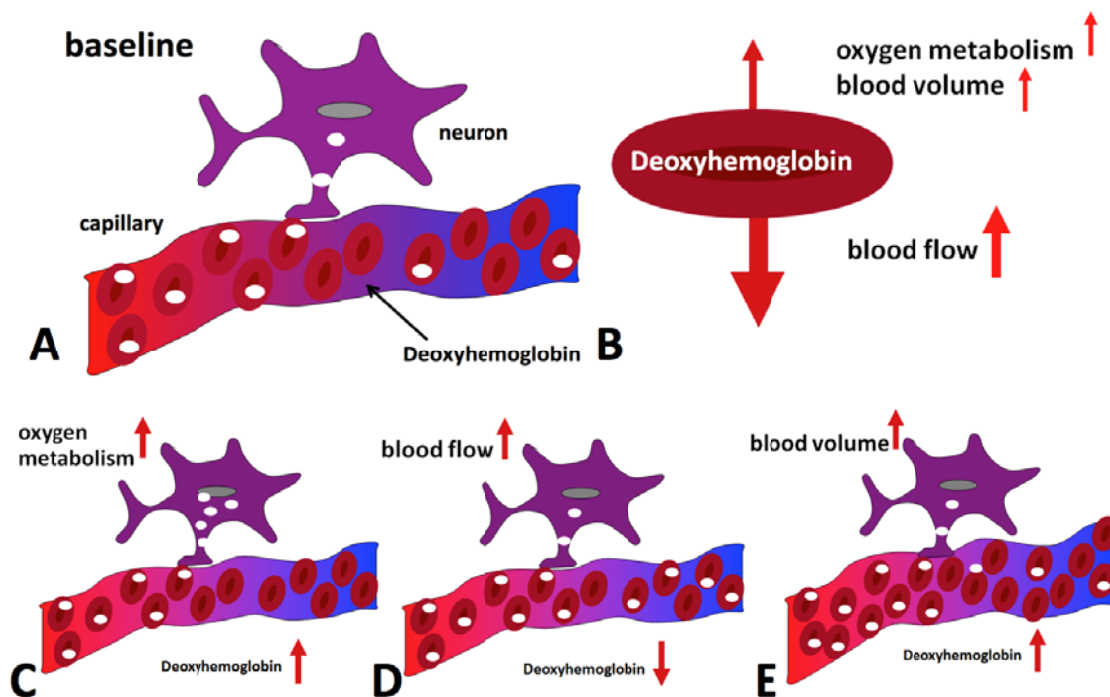 baseline
neuron
capillary
Deoxyhemoglobin
A
oxygen metabolism
blood volume
Deoxyhemoglobin
blood flow
B
oxygen
metabolism
Deoxyhemoglobin
C
blood flow
Deoxyhemoglobin
D
blood volume
Deoxyhemoglobin
E